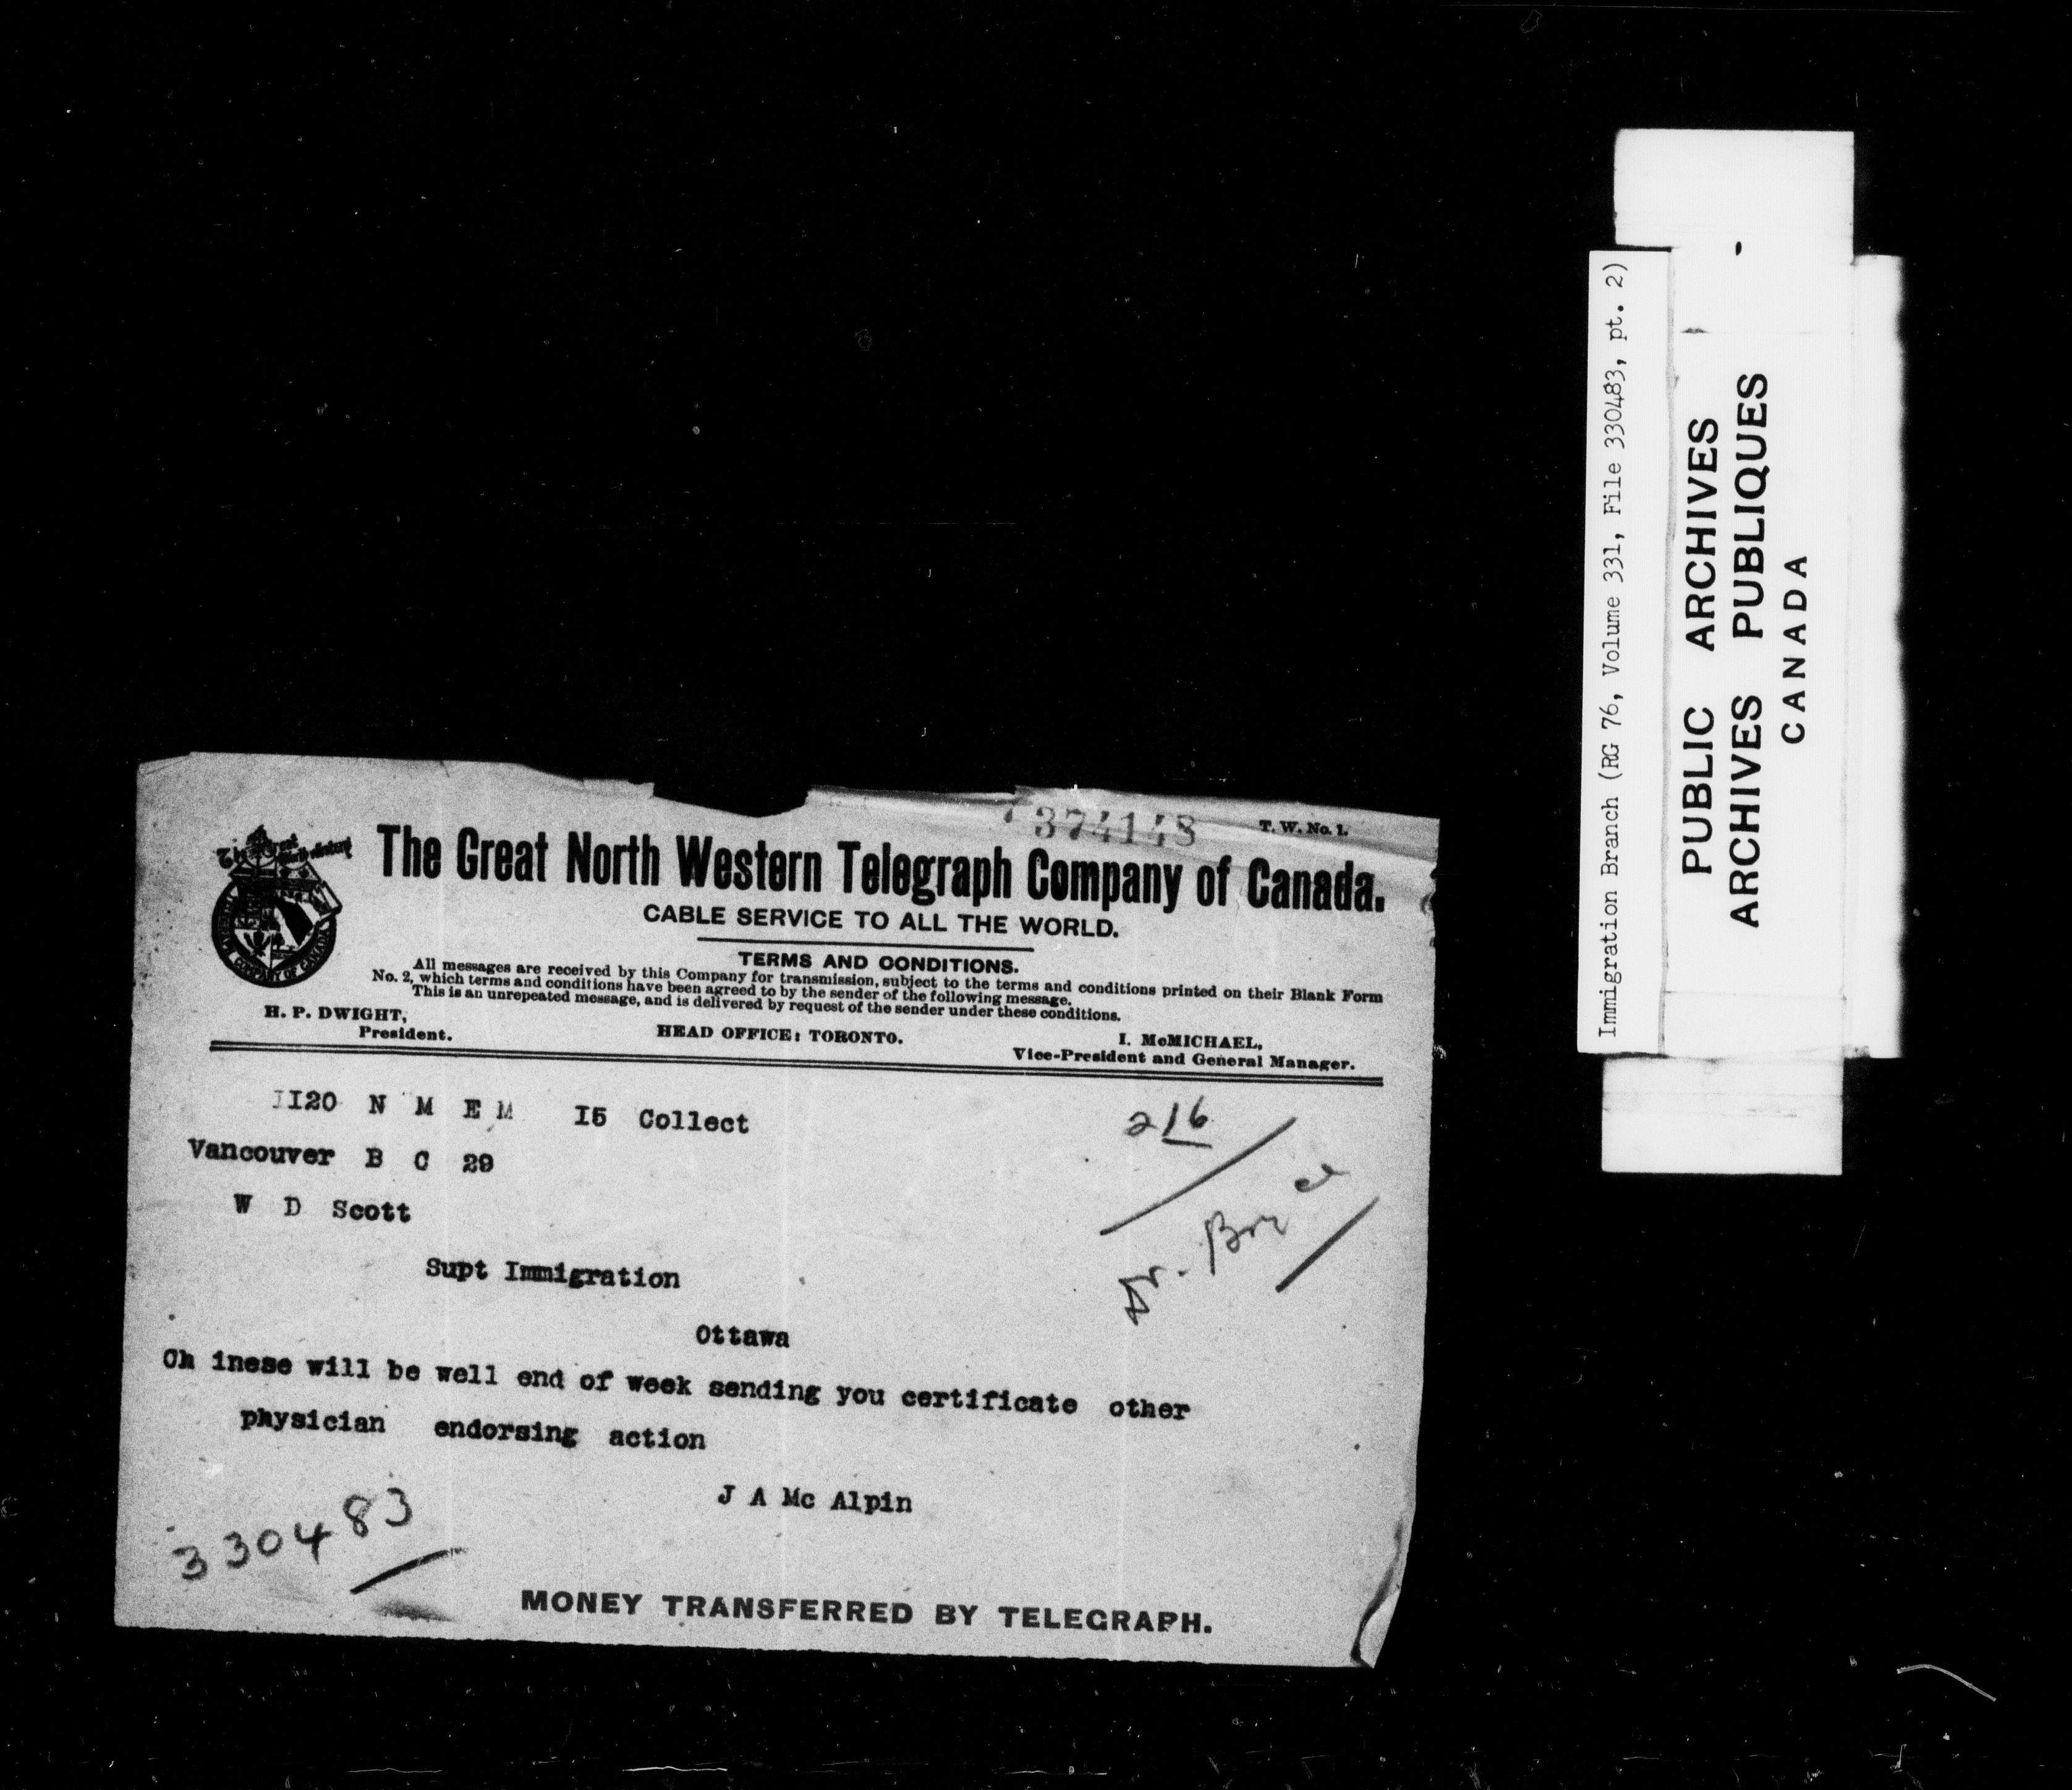 374148
T. W. No. 1.
The Great North Western Telegraph Company of Canada.
CABLE SERVICE TO ALL THE WORLD.
TERMS AND CONDITIONS.
All messages are received by this Company for transmission, subject to the terms and conditions printed on their Blank Form
No. 2, which terms and conditions have been agreed to by the sender of the following message.
This is an unrepeated message, and is delivered by request of the sender under these conditions.
H. P. DWIGHT,
President.
HEAD OFFICE: TORONTO.
I. McMICHAEL,
Vice-President and General Manager.
II20 N M E M I5 Collect
216
Vancouver B C 29
W D Scott
Dr.
Supt Immigration
Ottawa
Ch inese will be well end of week sending you certificate other
physician endorsing action
J A Mc Alpin
330483
MONEY TRANSFERRED BY TELEGRAPH.
Immigration Branch (RG 76, Volume 331, File 330483, pt. 2)
PUBLIC ARCHIVES
ARCHIVES PUBLIQUES
CANADA